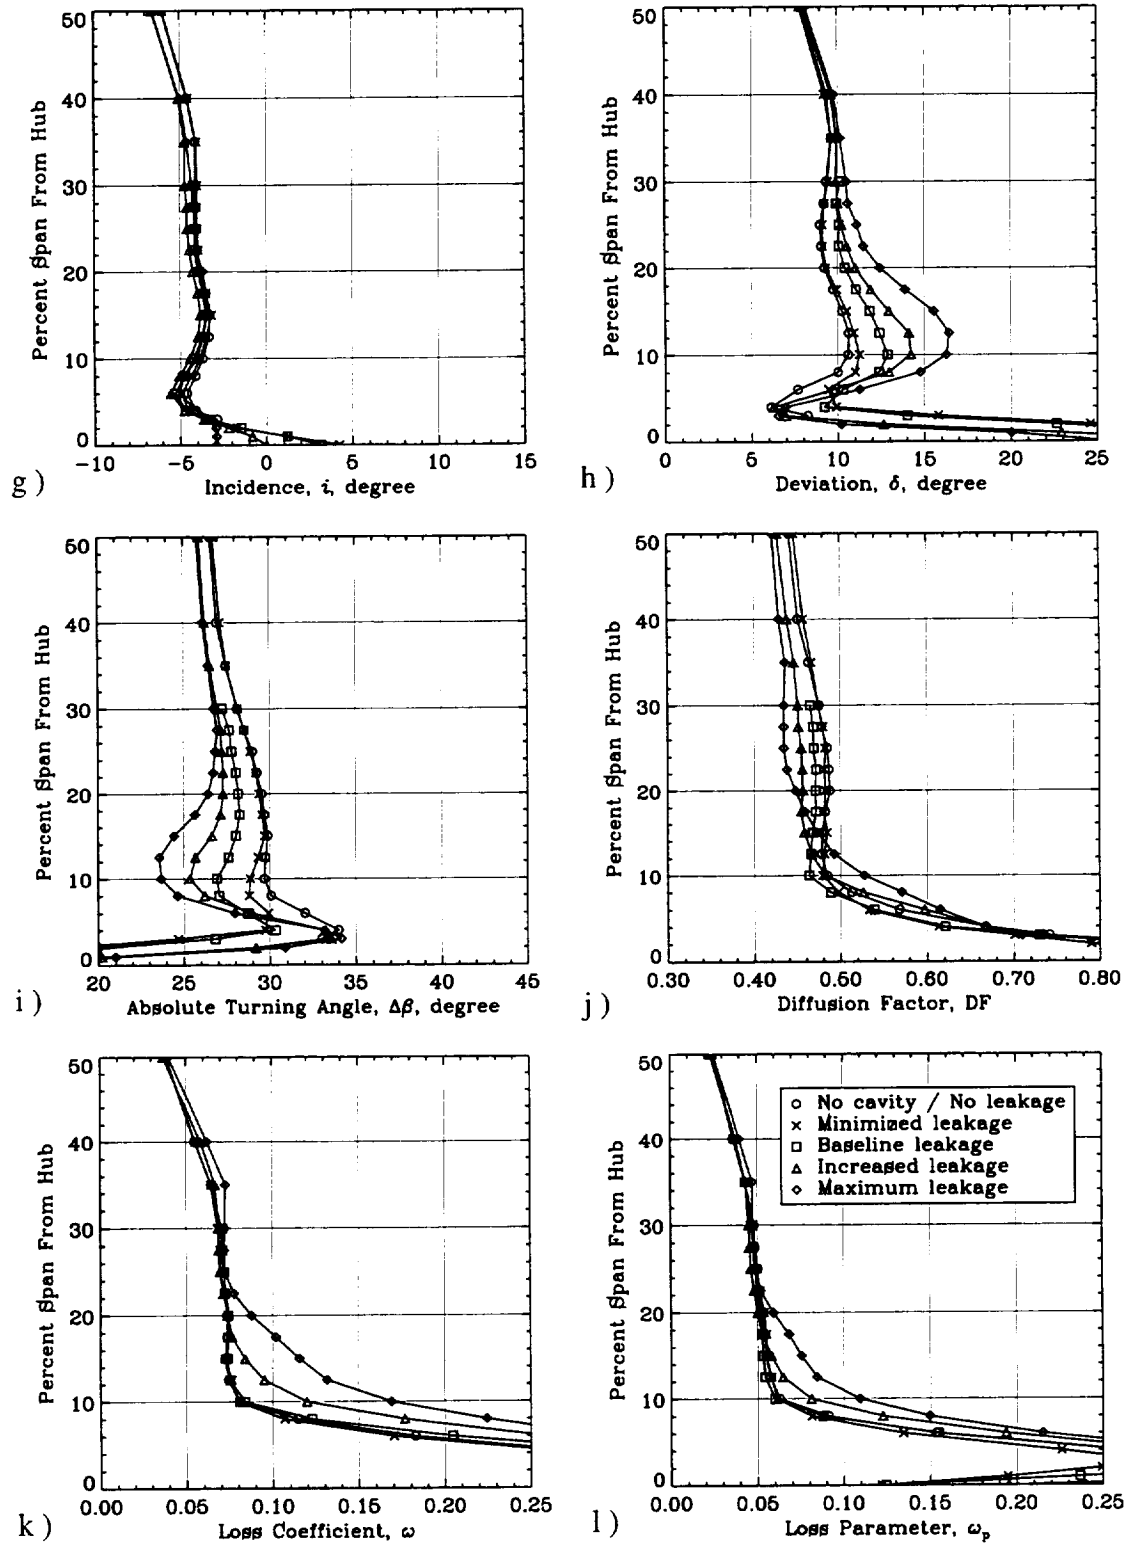 50
40
30
20
10
0
Percent Span From Hub
−10 −5 0 5 10 15
Incidence, i, degree
g )
50
40
30
20
10
0
Percent Span From Hub
0 5 10 15 20 25
Deviation, δ, degree
h )
50
40
30
20
10
0
Percent Span From Hub
20 25 30 35 40 45
Absolute Turning Angle, Δβ, degree
i )
50
40
30
20
10
0
Percent Span From Hub
0.30 0.40 0.50 0.60 0.70 0.80
Diffusion Factor, DF
j )
50
40
30
20
10
0
Percent Span From Hub
0.00 0.05 0.10 0.15 0.20 0.25
Loss Coefficient, ω
k )
50
40
30
20
10
0
Percent Span From Hub
No cavity / No leakage
Minimized leakage
Baseline leakage
Increased leakage
Maximum leakage
0.00 0.05 0.10 0.15 0.20 0.25
Loss Parameter, ωp
l )